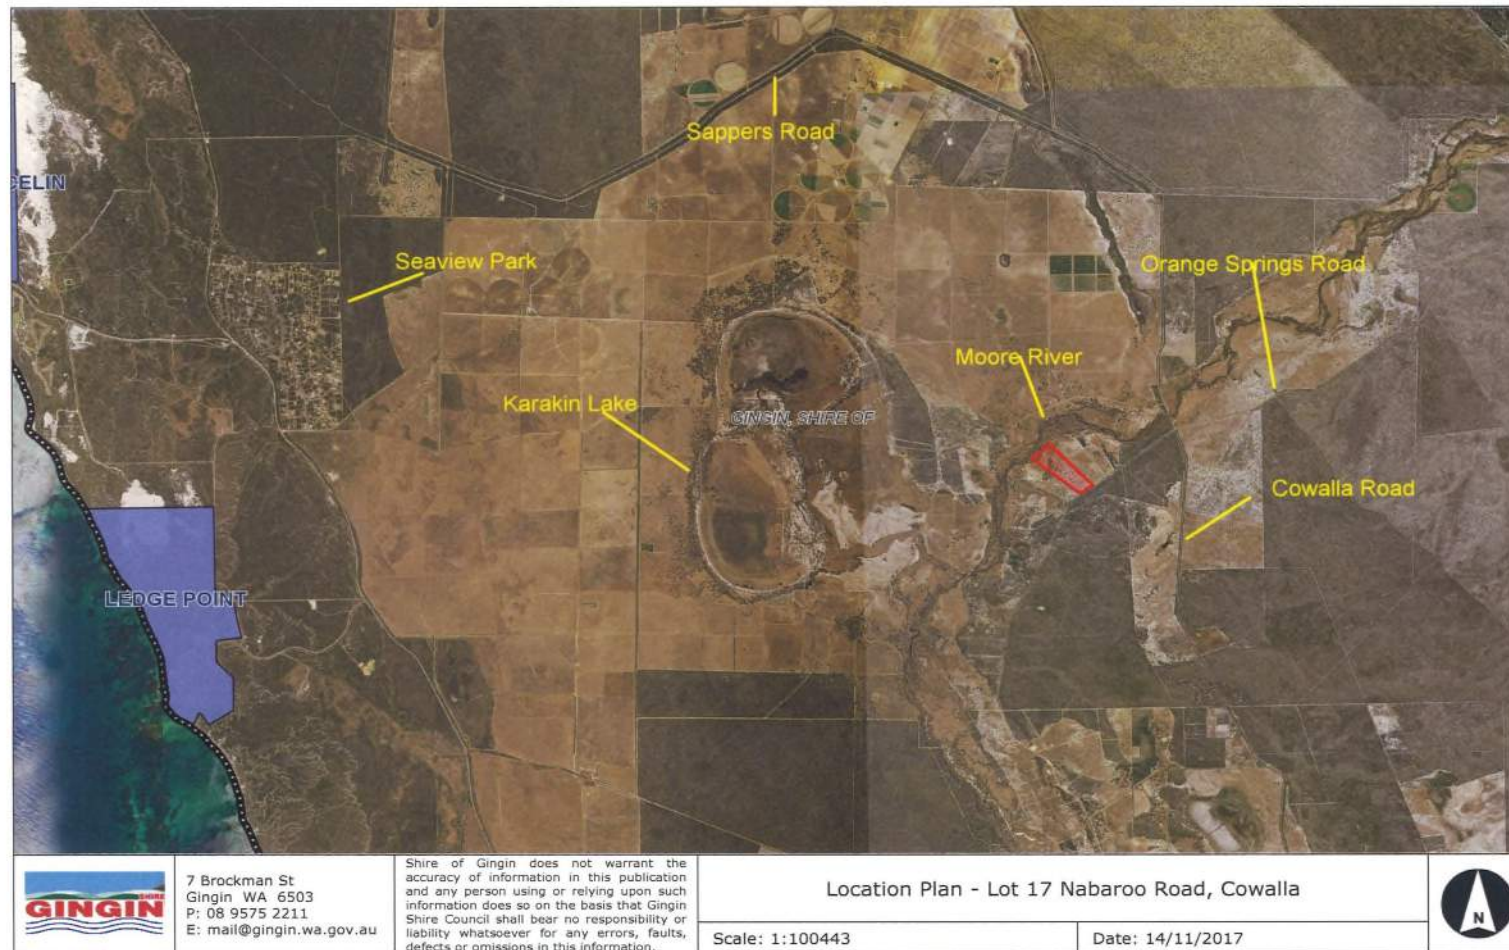 Sappers Road
CELIN
Seaview Park
Orange Springs Road
Moore River
Karakin Lake
GINGIN, SHIRE OF
Cowalla Road
LEDGE POINT
SHIRE
GINGIN
7 Brockman St
Gingin WA 6503
P: 08 9575 2211
E: mail@gingin.wa.gov.au
Shire of Gingin does not warrant the
accuracy of information in this publication
and any person using or relying upon such
information does so on the basis that Gingin
Shire Council shall bear no responsibility or
liability whatsoever for any errors, faults,
defects or omissions in this information.
Location Plan - Lot 17 Nabaroo Road, Cowalla
Scale: 1:100443
Date: 14/11/2017
N